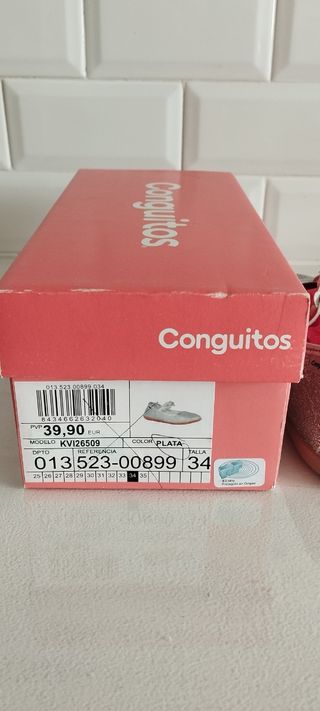 Conguitos.
Conguitos
013 523 00899 034
8434662632040
PVP 39,90 EUR
MODELO KVI26509 COLOR PLATA
DPTO REFERENCIA TALLA
013 523-00899 34
25 26 27 28 29 30 31 32 33 34 35